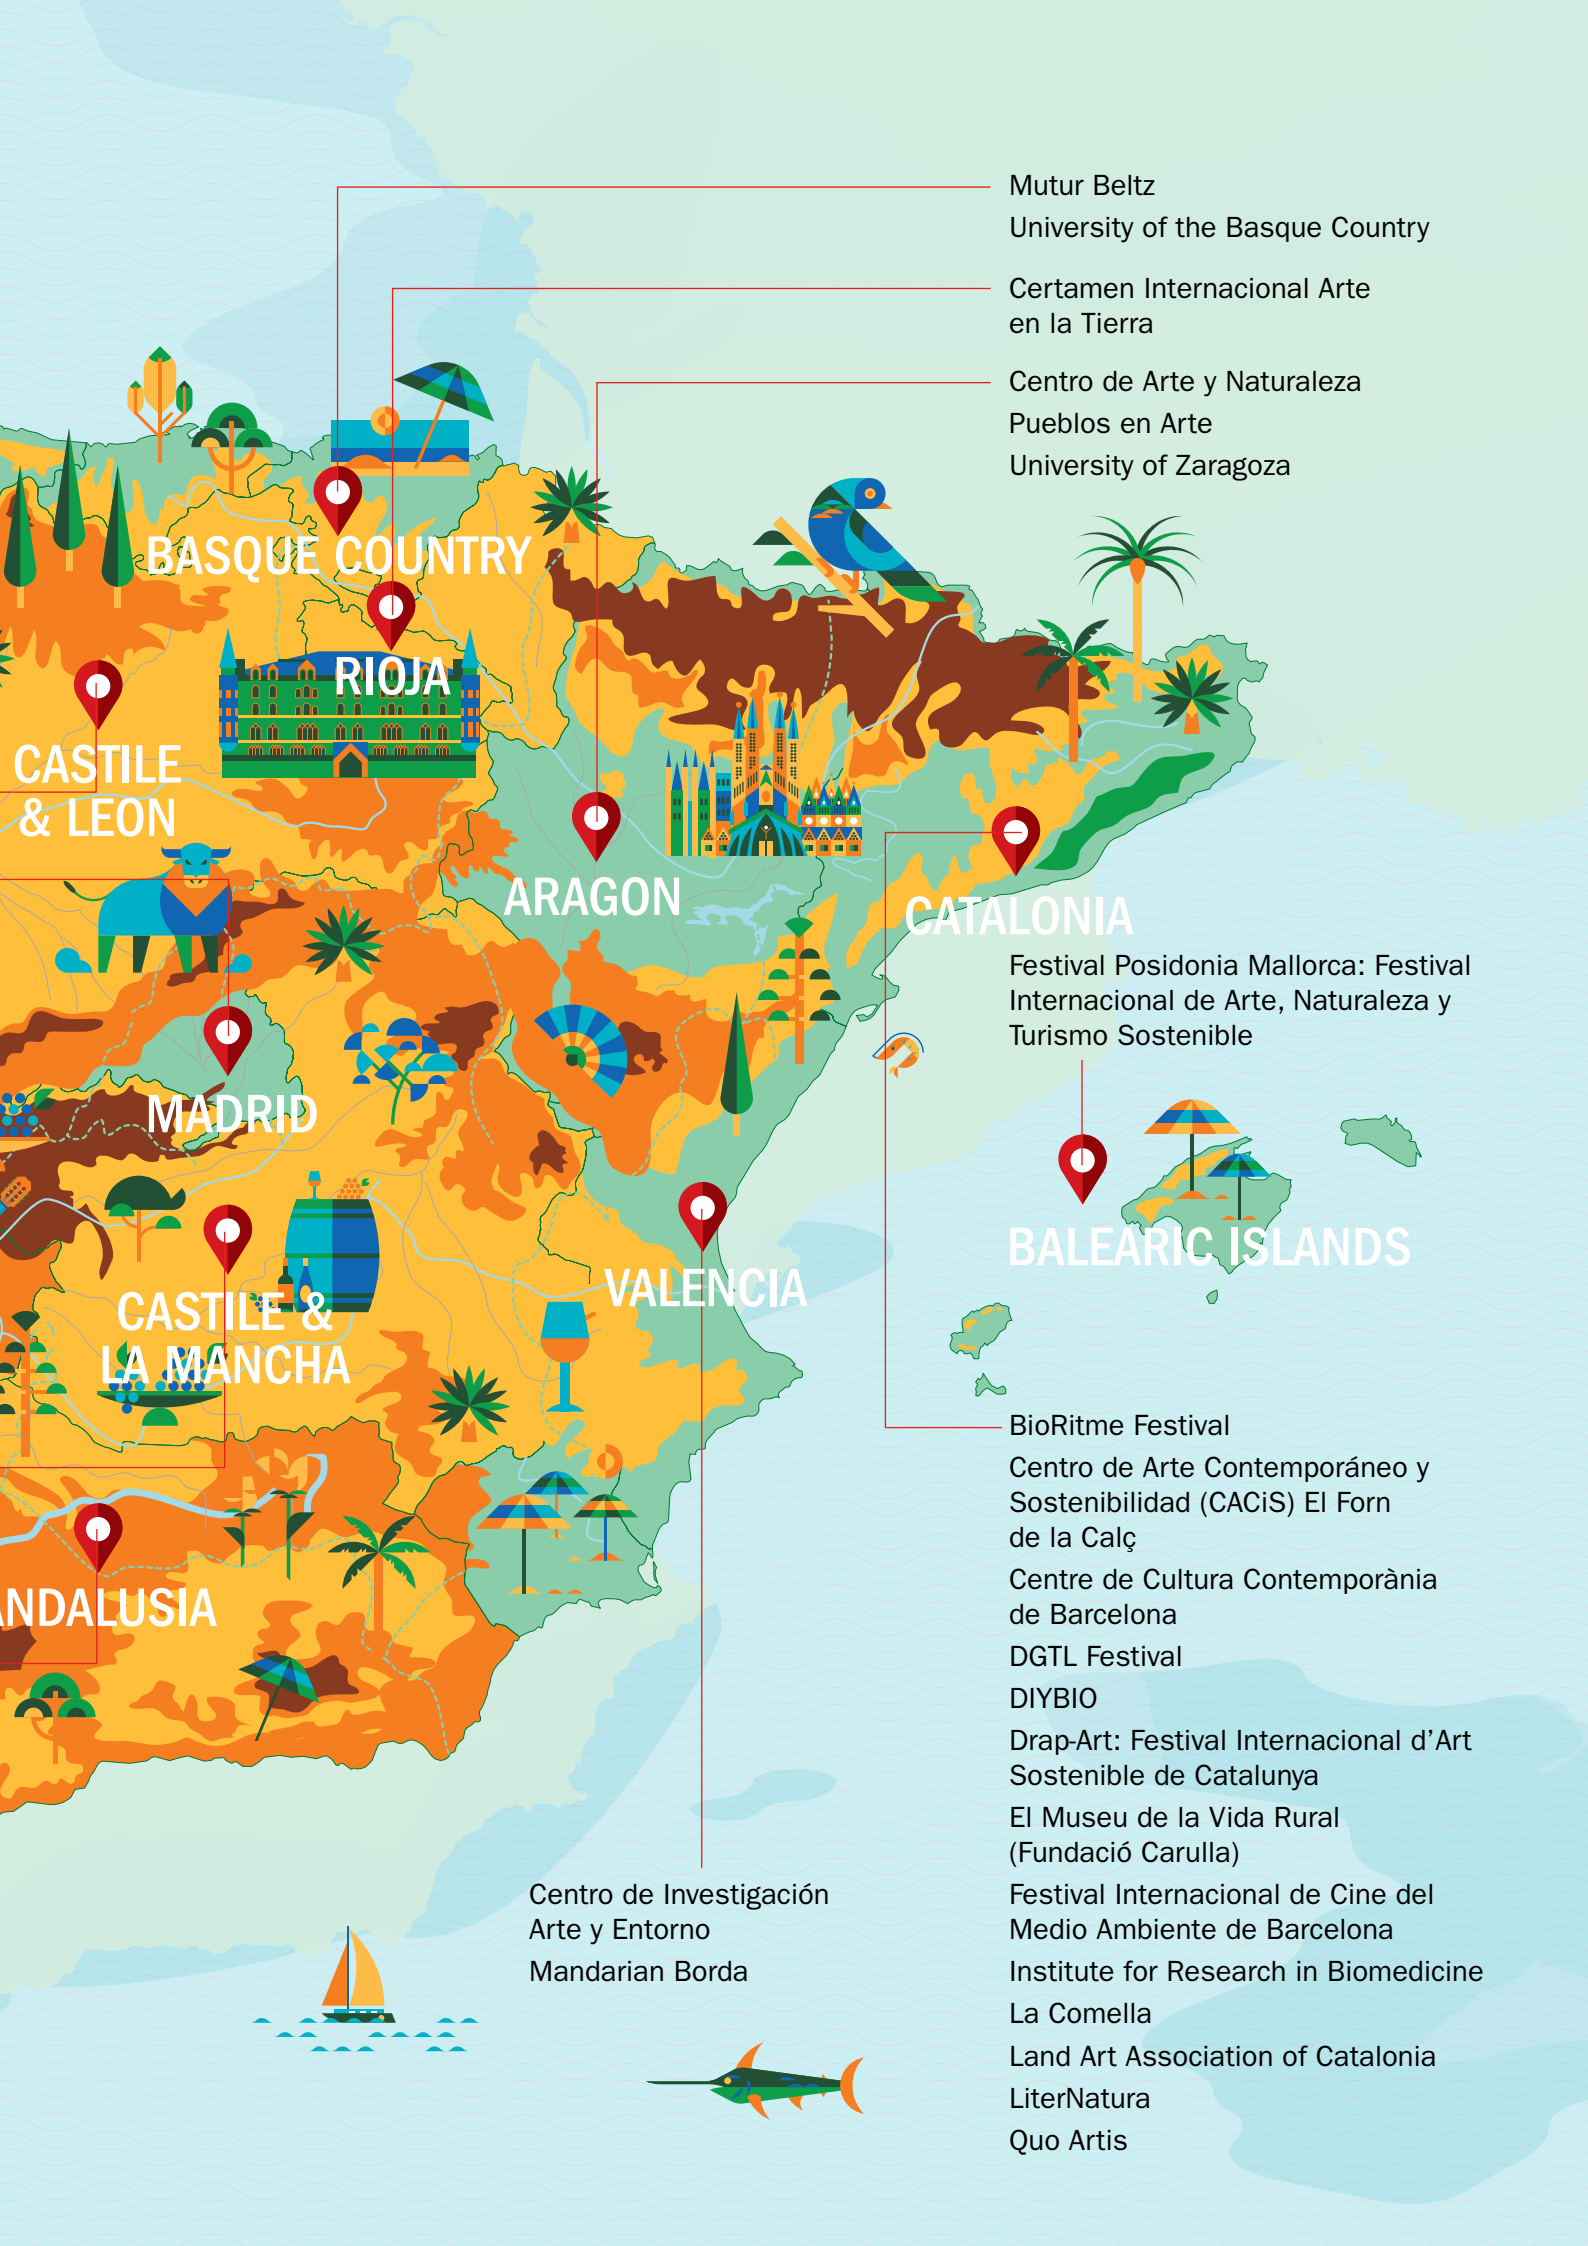 Mutur Beltz
University of the Basque Country
Certamen Internacional Arte
en la Tierra
Centro de Arte y Naturaleza
Pueblos en Arte
University of Zaragoza
BASQUE COUNTRY
RIOJA
CASTILE
& LEON
ARAGON
CATALONIA
Festival Posidonia Mallorca: Festival
Internacional de Arte, Naturaleza y
Turismo Sostenible
MADRID
BALEARIC ISLANDS
VALENCIA
CASTILE &
LA MANCHA
ANDALUSIA
BioRitme Festival
Centro de Arte Contemporáneo y
Sostenibilidad (CACiS) El Forn
de la Calç
Centre de Cultura Contemporània
de Barcelona
DGTL Festival
DIYBIO
Drap-Art: Festival Internacional d’Art
Sostenible de Catalunya
El Museu de la Vida Rural
(Fundació Carulla)
Festival Internacional de Cine del
Medio Ambiente de Barcelona
Institute for Research in Biomedicine
La Comella
Land Art Association of Catalonia
LiterNatura
Quo Artis
Centro de Investigación
Arte y Entorno
Mandarian Borda